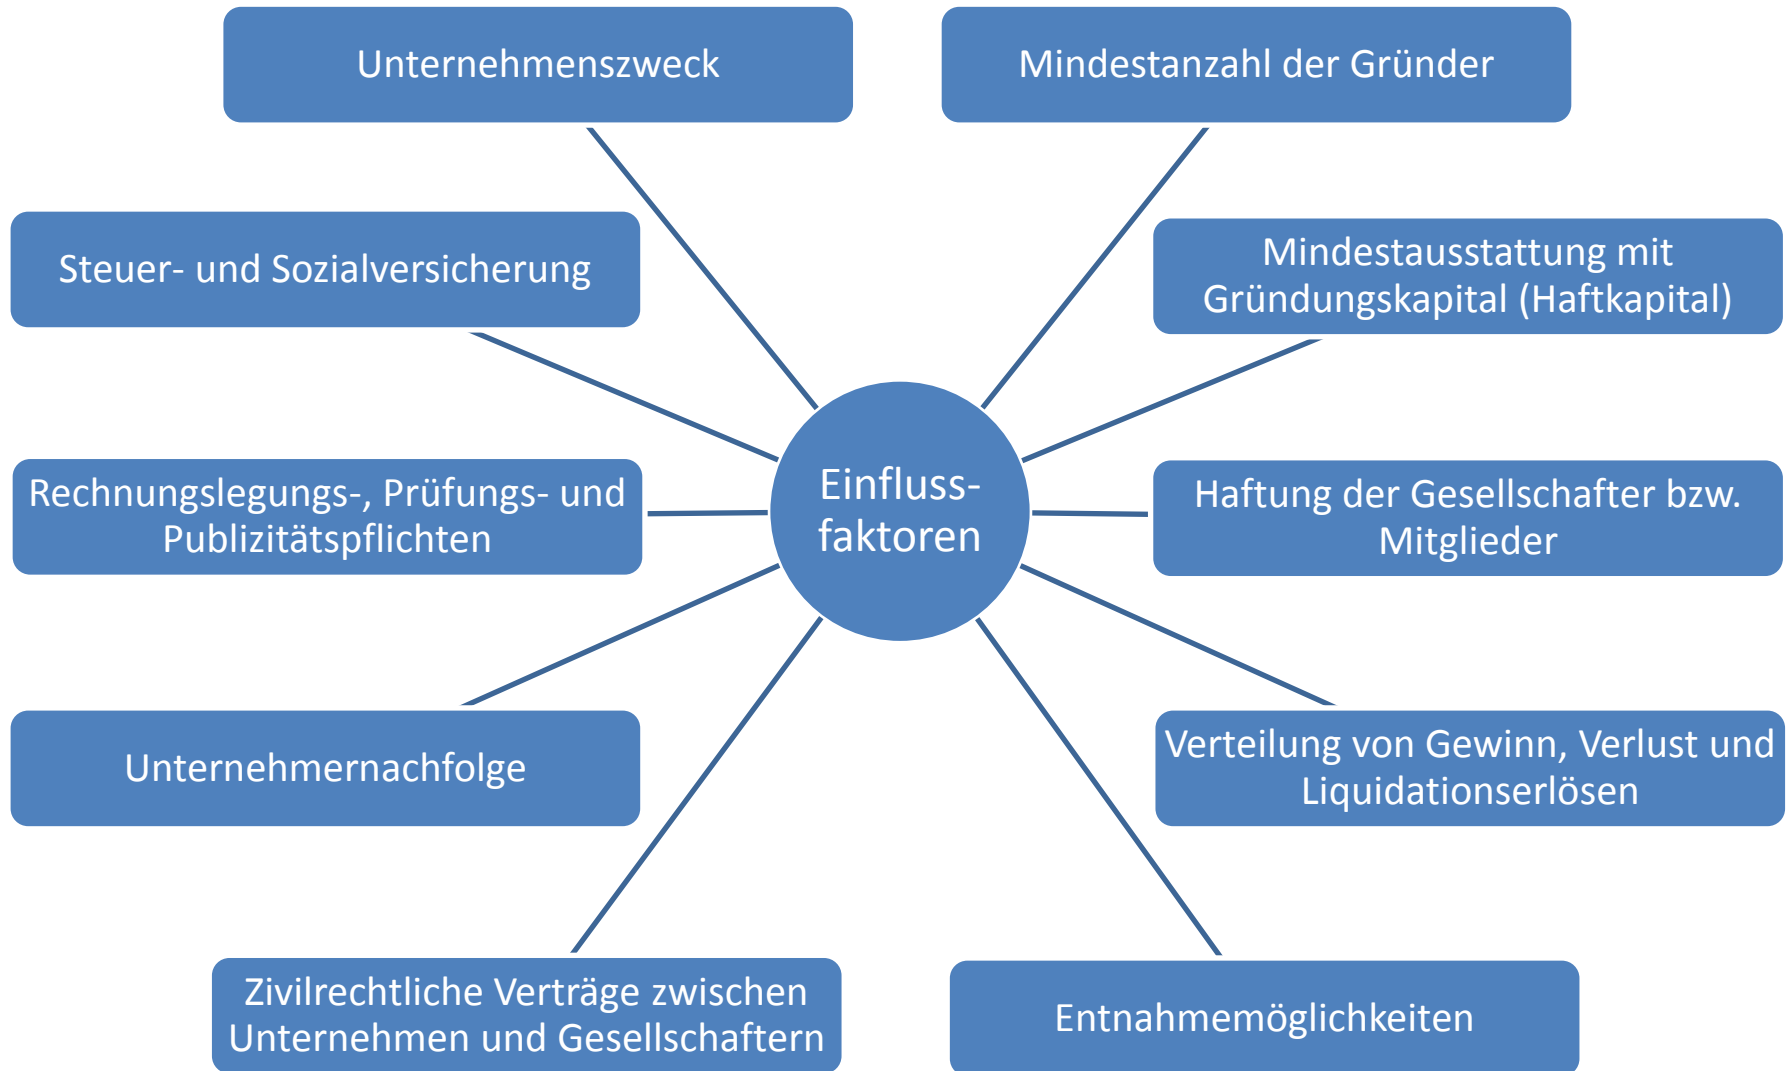 Unternehmenszweck
Mindestanzahl der Gründer
Steuer- und Sozialversicherung
Mindestausstattung mit
Gründungskapital (Haftkapital)
Rechnungslegungs-, Prüfungs- und
Publizitätspflichten
Einfluss-
faktoren
Haftung der Gesellschafter bzw.
Mitglieder
Unternehmernachfolge
Verteilung von Gewinn, Verlust und
Liquidationserlösen
Zivilrechtliche Verträge zwischen
Unternehmen und Gesellschaftern
Entnahmemöglichkeiten